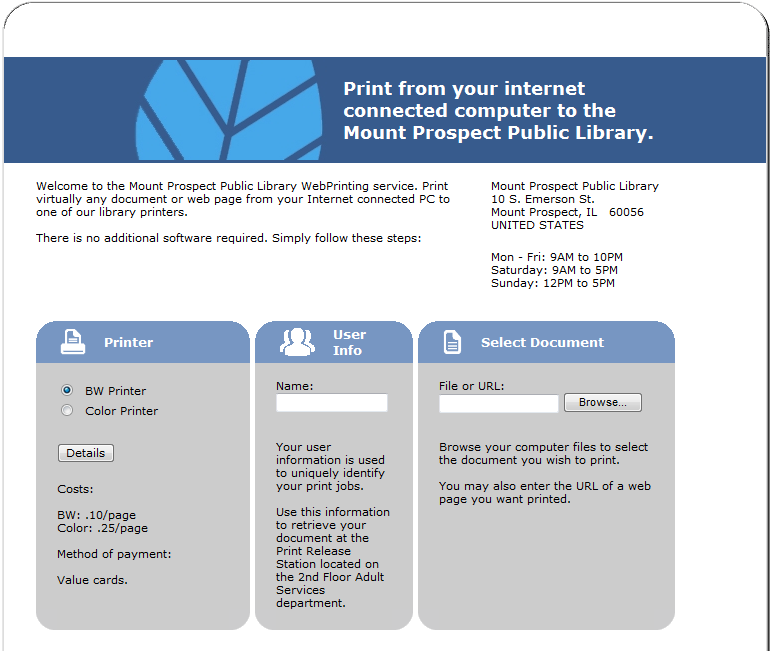 Print from your internet
connected computer to the
Mount Prospect Public Library.
Welcome to the Mount Prospect Public Library WebPrinting service. Print
virtually any document or web page from your Internet connected PC to
one of our library printers.
There is no additional software required. Simply follow these steps:
Mount Prospect Public Library
10 S. Emerson St.
Mount Prospect, IL 60056
UNITED STATES
Mon - Fri: 9AM to 10PM
Saturday: 9AM to 5PM
Sunday: 12PM to 5PM
Printer
BW Printer
Color Printer
Details
Costs:
BW: .10/page
Color: .25/page
Method of payment:
Value cards.
User
Info
Name:
Your user
information is used
to uniquely identify
your print jobs.
Use this information
to retrieve your
document at the
Print Release
Station located on
the 2nd Floor Adult
Services
department.
Select Document
File or URL:
Browse...
Browse your computer files to select
the document you wish to print.
You may also enter the URL of a web
page you want printed.